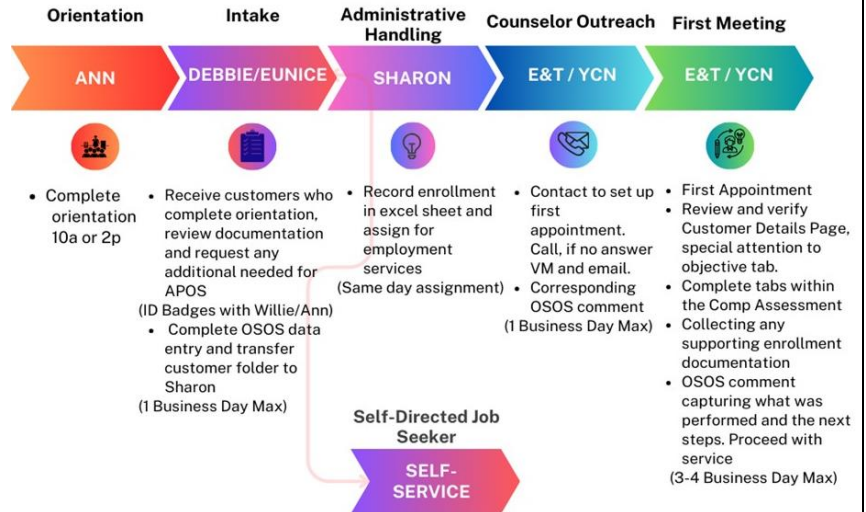 Orientation
ANN
Complete
orientation
10a or 2p
Intake
DEBBIE/EUNICE
Receive customers who
complete orientation,
review documentation
and request any
additional needed for
APOS
(ID Badges with Willie/Ann)
Complete OSOS data
entry and transfer
customer folder to
Sharon
(1 Business Day Max)
Administrative
Handling
SHARON
Record enrollment
in excel sheet and
assign for
employment
services
(Same day assignment)
Counselor Outreach
E&T / YCN
Contact to set up
first
appointment.
Call, if no answer
VM and email.
Corresponding
OSOS comment
(1 Business Day Max)
First Meeting
E&T / YCN
First Appointment
Review and verify
Customer Details Page,
special attention to
objective tab.
Complete tabs within
the Comp Assessment
Collecting any
supporting enrollment
documentation
OSOS comment
capturing what was
performed and the next
steps. Proceed with
service
(3-4 Business Day Max)
Self-Directed Job
Seeker
SELF-
SERVICE